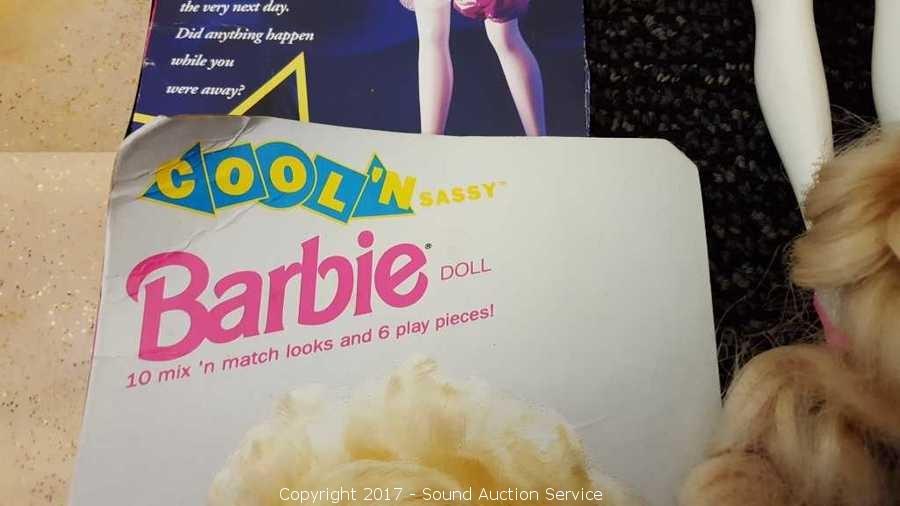 the very next day.
Did anything happen
while you
were away?
COOL 'N SASSY™
Barbie® DOLL
10 mix 'n match looks and 6 play pieces!
Copyright 2017 - Sound Auction Service